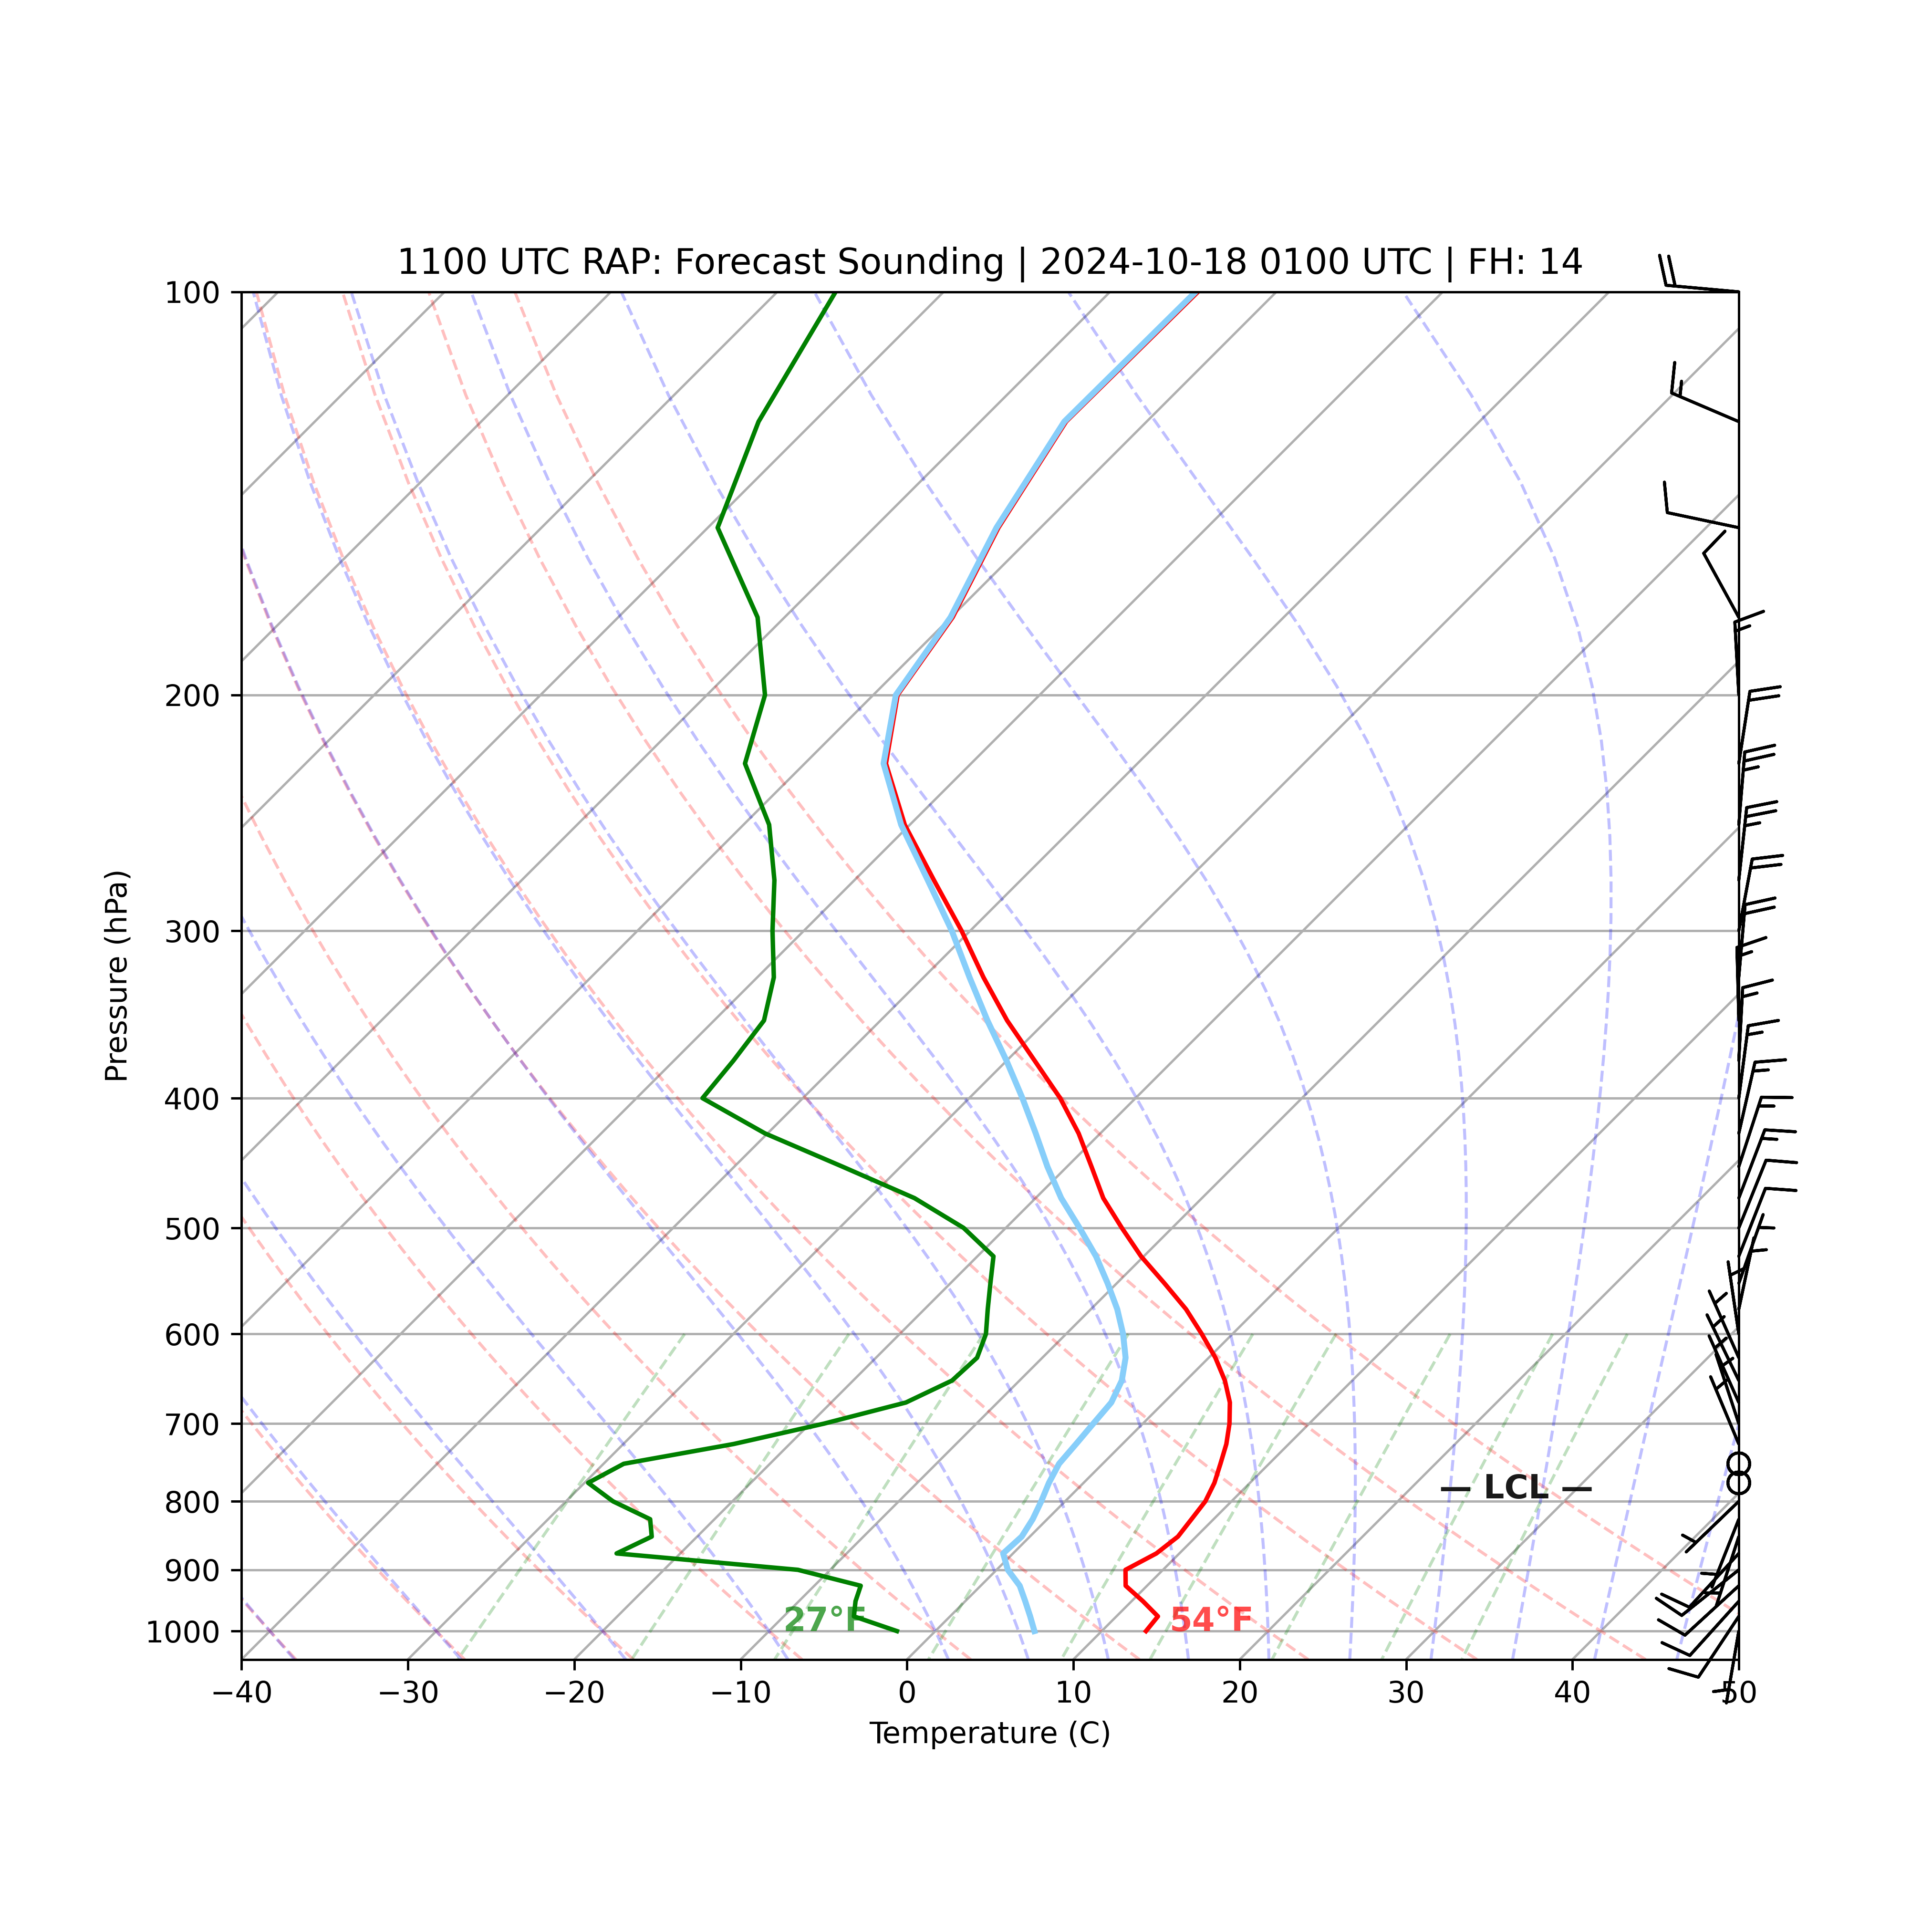 1100 UTC RAP: Forecast Sounding | 2024-10-18 0100 UTC | FH: 14
100
200
300
400
500
600
700
800
900
1000
Pressure (hPa)
— LCL —
27°F
54°F
−40 −30 −20 −10 0 10 20 30 40 50
Temperature (C)